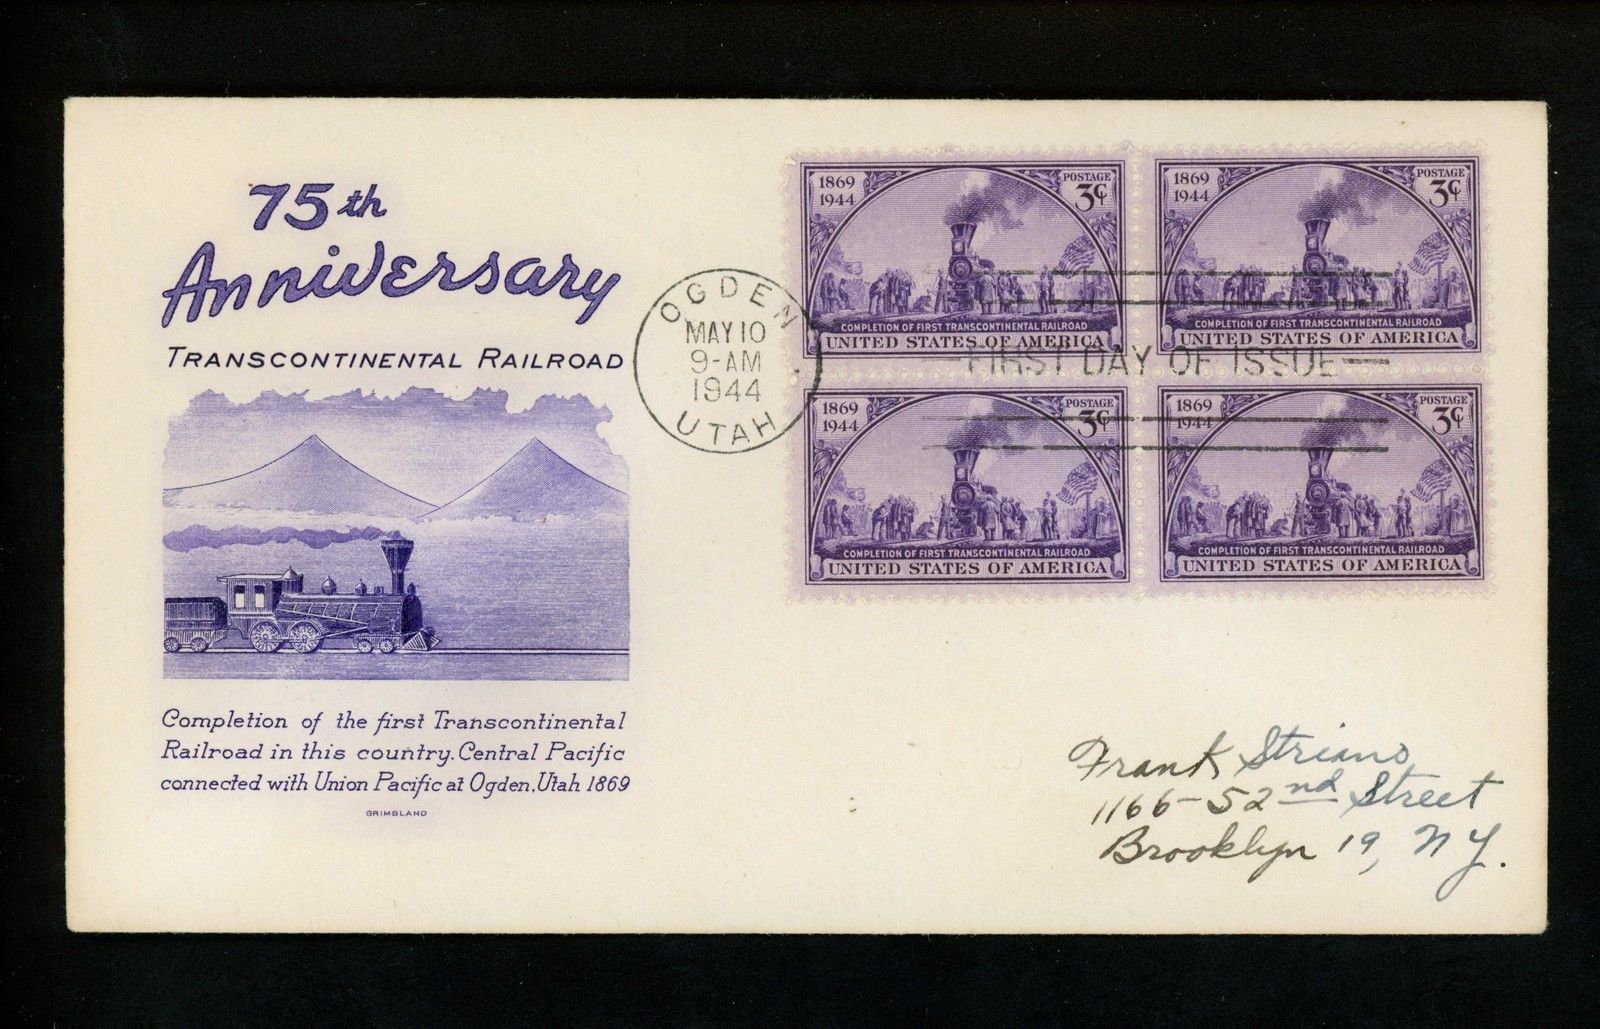 75th
Anniversary
TRANSCONTINENTAL RAILROAD
Completion of the first Transcontinental
Railroad in this country. Central Pacific
connected with Union Pacific at Ogden, Utah 1869
GRIMSLAND
OGDEN
MAY 10
9-AM
1944
UTAH
FIRST DAY OF ISSUE
1869
1944
POSTAGE
3¢
COMPLETION OF FIRST TRANSCONTINENTAL RAILROAD
UNITED STATES OF AMERICA
1869
1944
POSTAGE
3¢
COMPLETION OF FIRST TRANSCONTINENTAL RAILROAD
UNITED STATES OF AMERICA
1869
1944
POSTAGE
3¢
COMPLETION OF FIRST TRANSCONTINENTAL RAILROAD
UNITED STATES OF AMERICA
1869
1944
POSTAGE
3¢
COMPLETION OF FIRST TRANSCONTINENTAL RAILROAD
UNITED STATES OF AMERICA
Frank Striano
1166-52nd Street
Brooklyn 19, N Y.